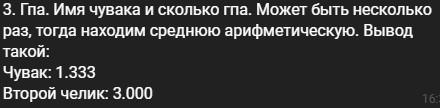 3. Гпа. Имя чувака и сколько гпа. Может быть несколько
раз, тогда находим среднюю арифметическую. Вывод
такой:
Чувак: 1.333
Второй челик: 3.000